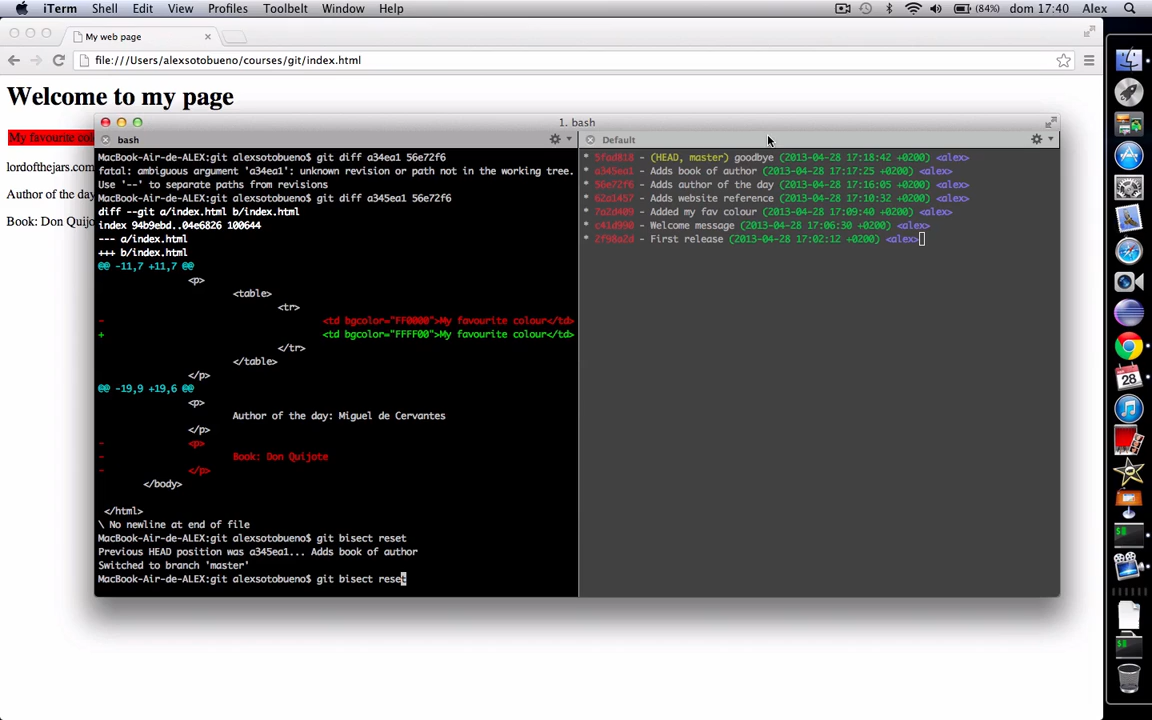 iTerm Shell Edit View Profiles Toolbelt Window Help (84%) dom 17:40 Alex
My web page
file:///Users/alexsotobueno/courses/git/index.html
Welcome to my page
My favourite col
lordofthejars.com
Author of the day
Book: Don Quijot
1. bash
bash
MacBook-Air-de-ALEX:git alexsotobueno$ git diff a34ea1 56e72f6
fatal: ambiguous argument 'a34ea1': unknown revision or path not in the working tree.
Use '--' to separate paths from revisions
MacBook-Air-de-ALEX:git alexsotobueno$ git diff a345ea1 56e72f6
diff --git a/index.html b/index.html
index 94b9ebd..04e6826 100644
--- a/index.html
+++ b/index.html
@@ -11,7 +11,7 @@
<p>
<table>
<tr>
- <td bgcolor="FF0000">My favourite colour</td>
+ <td bgcolor="FFFF00">My favourite colour</td>
</tr>
</table>
</p>
@@ -19,9 +19,6 @@
<p>
Author of the day: Miguel de Cervantes
</p>
- <p>
- Book: Don Quijote
- </p>
</body>
</html>
\ No newline at end of file
MacBook-Air-de-ALEX:git alexsotobueno$ git bisect reset
Previous HEAD position was a345ea1... Adds book of author
Switched to branch 'master'
MacBook-Air-de-ALEX:git alexsotobueno$ git bisect reset
Default
* 5fad818 - (HEAD, master) goodbye (2013-04-28 17:18:42 +0200) <alex>
* a345ea1 - Adds book of author (2013-04-28 17:17:25 +0200) <alex>
* 56e72f6 - Adds author of the day (2013-04-28 17:16:05 +0200) <alex>
* 62a1457 - Adds website reference (2013-04-28 17:10:32 +0200) <alex>
* 7a2d409 - Added my fav colour (2013-04-28 17:09:40 +0200) <alex>
* c41d990 - Welcome message (2013-04-28 17:06:30 +0200) <alex>
* 2f98a2d - First release (2013-04-28 17:02:12 +0200) <alex>
28